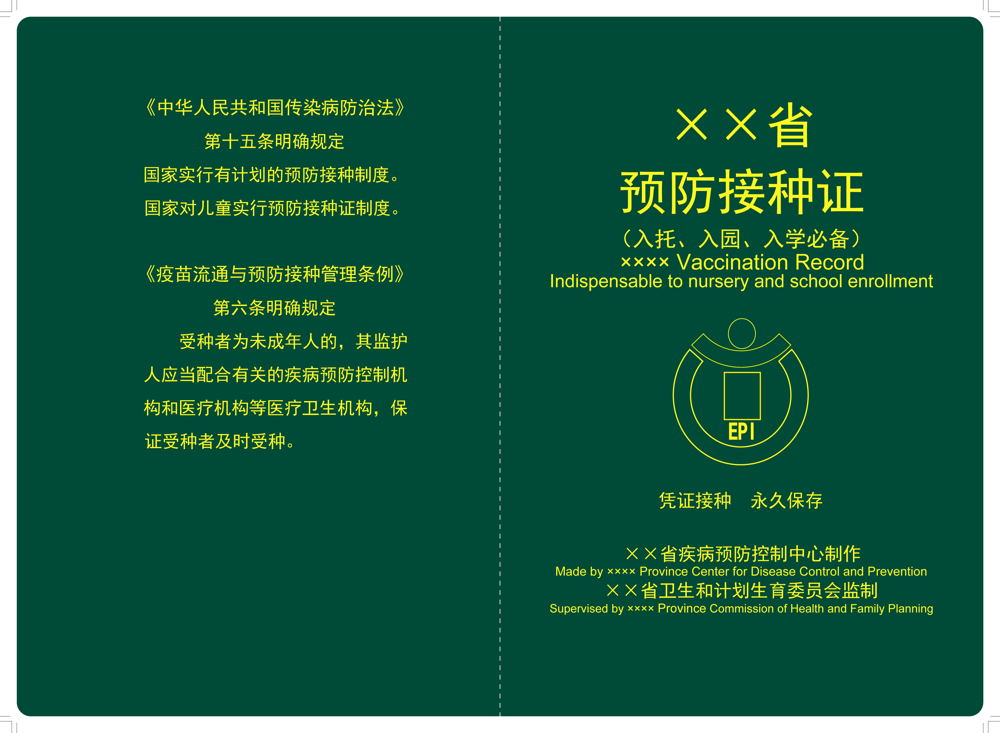 《中华人民共和国传染病防治法》
第十五条明确规定
国家实行有计划的预防接种制度。
国家对儿童实行预防接种证制度。
《疫苗流通与预防接种管理条例》
第六条明确规定
受种者为未成年人的，其监护
人应当配合有关的疾病预防控制机
构和医疗机构等医疗卫生机构，保
证受种者及时受种。
××省
预防接种证
（入托、入园、入学必备）
×××× Vaccination Record
Indispensable to nursery and school enrollment
EPI
凭证接种　永久保存
××省疾病预防控制中心制作
Made by ×××× Province Center for Disease Control and Prevention
××省卫生和计划生育委员会监制
Supervised by ×××× Province Commission of Health and Family Planning